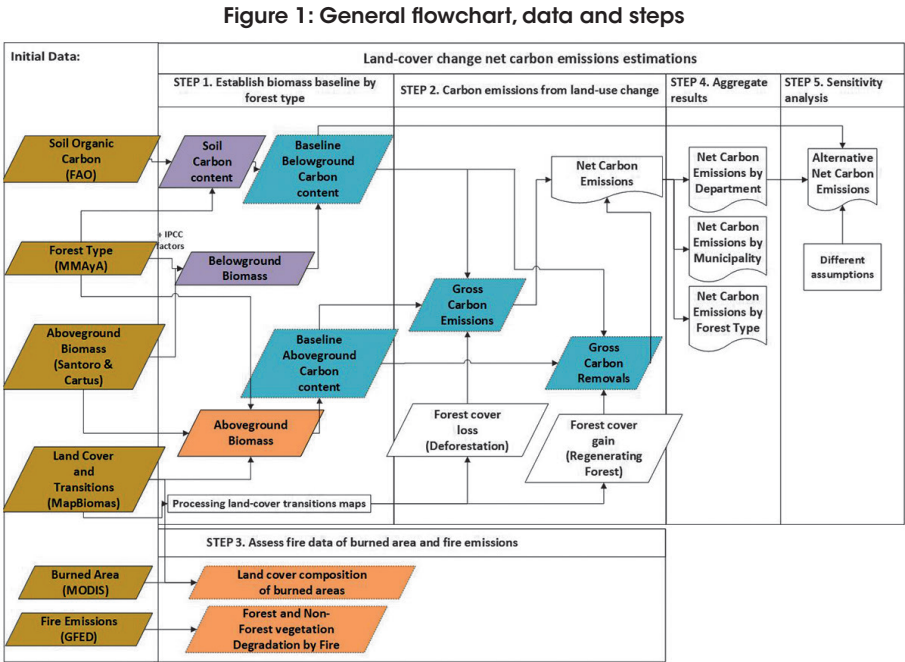 Figure 1: General flowchart, data and steps
Initial Data:
Land-cover change net carbon emissions estimations
STEP 1. Establish biomass baseline by
forest type
STEP 2. Carbon emissions from land-use change
STEP 4. Aggregate
results
STEP 5. Sensitivity
analysis
Soil Organic
Carbon
(FAO)
Soil
Carbon
content
Baseline
Belowground
Carbon
content
Net Carbon
Emissions
Net Carbon
Emissions by
Department
Alternative
Net Carbon
Emissions
Forest Type
(MMAyA)
+ IPCC
factors
Belowground
Biomass
Net Carbon
Emissions by
Municipality
Different
assumptions
Gross
Carbon
Emissions
Net Carbon
Emissions by
Forest Type
Aboveground
Biomass
(Santoro &
Cartus)
Baseline
Aboveground
Carbon
content
Gross
Carbon
Removals
Aboveground
Biomass
Forest cover
loss
(Deforestation)
Forest cover
gain
(Regenerating
Forest)
Land Cover
and
Transitions
(MapBiomas)
Processing land-cover transitions maps
STEP 3. Assess fire data of burned area and fire emissions
Burned Area
(MODIS)
Land cover composition
of burned areas
Fire Emissions
(GFED)
Forest and Non-
Forest vegetation
Degradation by Fire